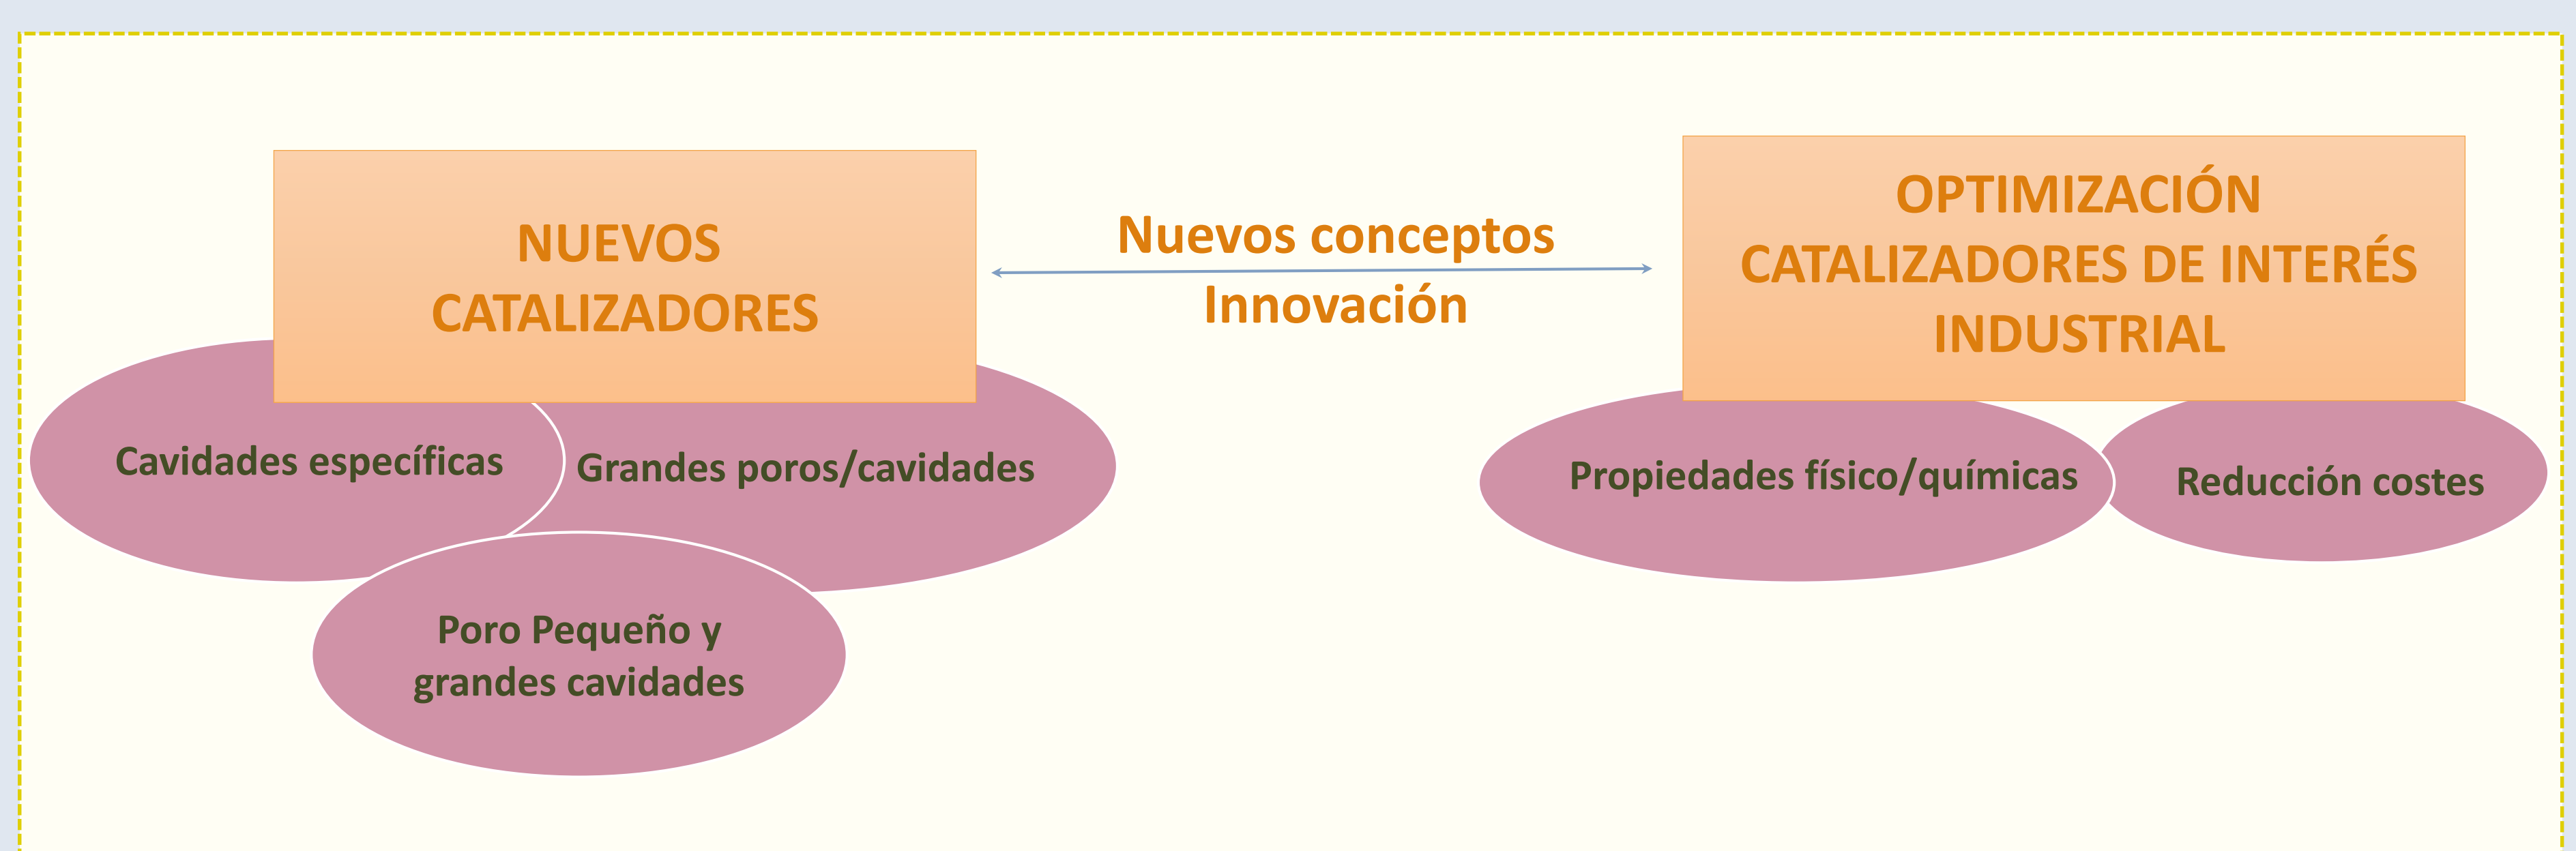 NUEVOS
CATALIZADORES
Nuevos conceptos
Innovación
OPTIMIZACIÓN
CATALIZADORES DE INTERÉS
INDUSTRIAL
Cavidades específicas
Grandes poros/cavidades
Poro Pequeño y
grandes cavidades
Propiedades físico/químicas
Reducción costes